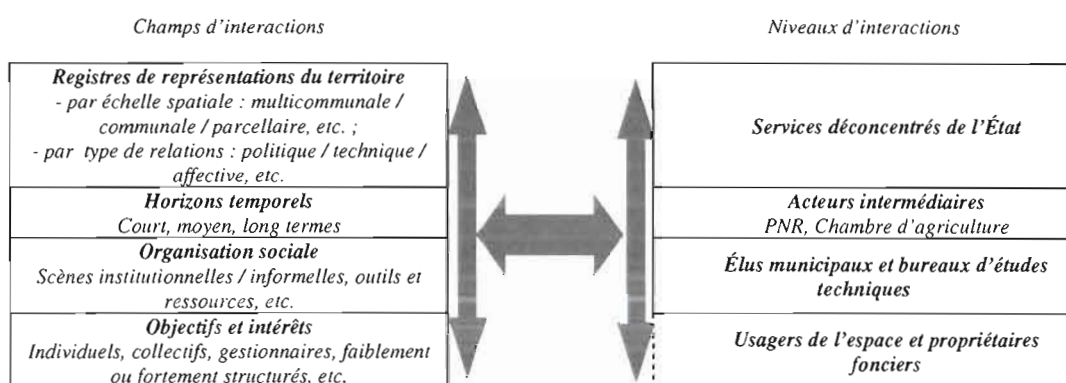 Champs d'interactions
Niveaux d'interactions
Registres de représentations du territoire
- par échelle spatiale : multicommunale /
communale / parcellaire, etc. ;
- par type de relations : politique / technique /
affective, etc.
Horizons temporels
Court, moyen, long termes
Organisation sociale
Scènes institutionnelles / informelles, outils et
ressources, etc.
Objectifs et intérêts
Individuels, collectifs, gestionnaires, faiblement
ou fortement structurés, etc.
Services déconcentrés de l'État
Acteurs intermédiaires
PNR, Chambre d'agriculture
Élus municipaux et bureaux d'études
techniques
Usagers de l'espace et propriétaires
fonciers